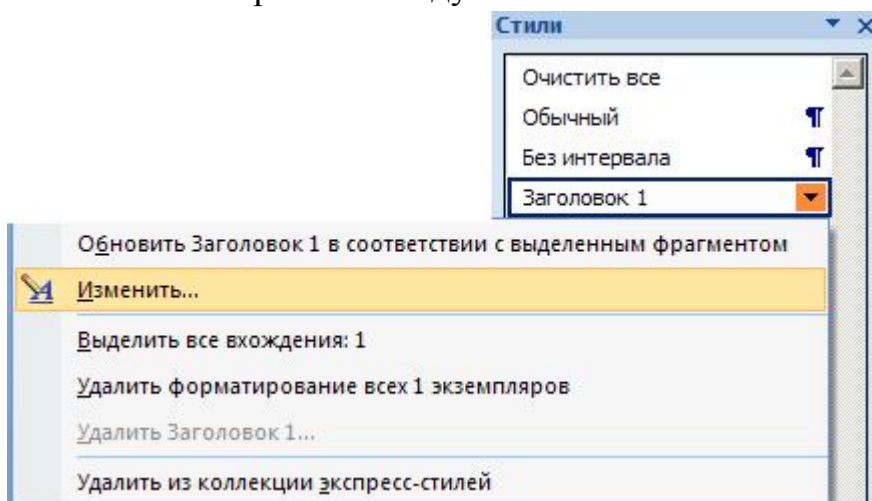 Стили
Очистить все
Обычный ¶
Без интервала ¶
Заголовок 1
Обновить Заголовок 1 в соответствии с выделенным фрагментом
Изменить...
Выделить все вхождения: 1
Удалить форматирование всех 1 экземпляров
Удалить Заголовок 1...
Удалить из коллекции экспресс-стилей